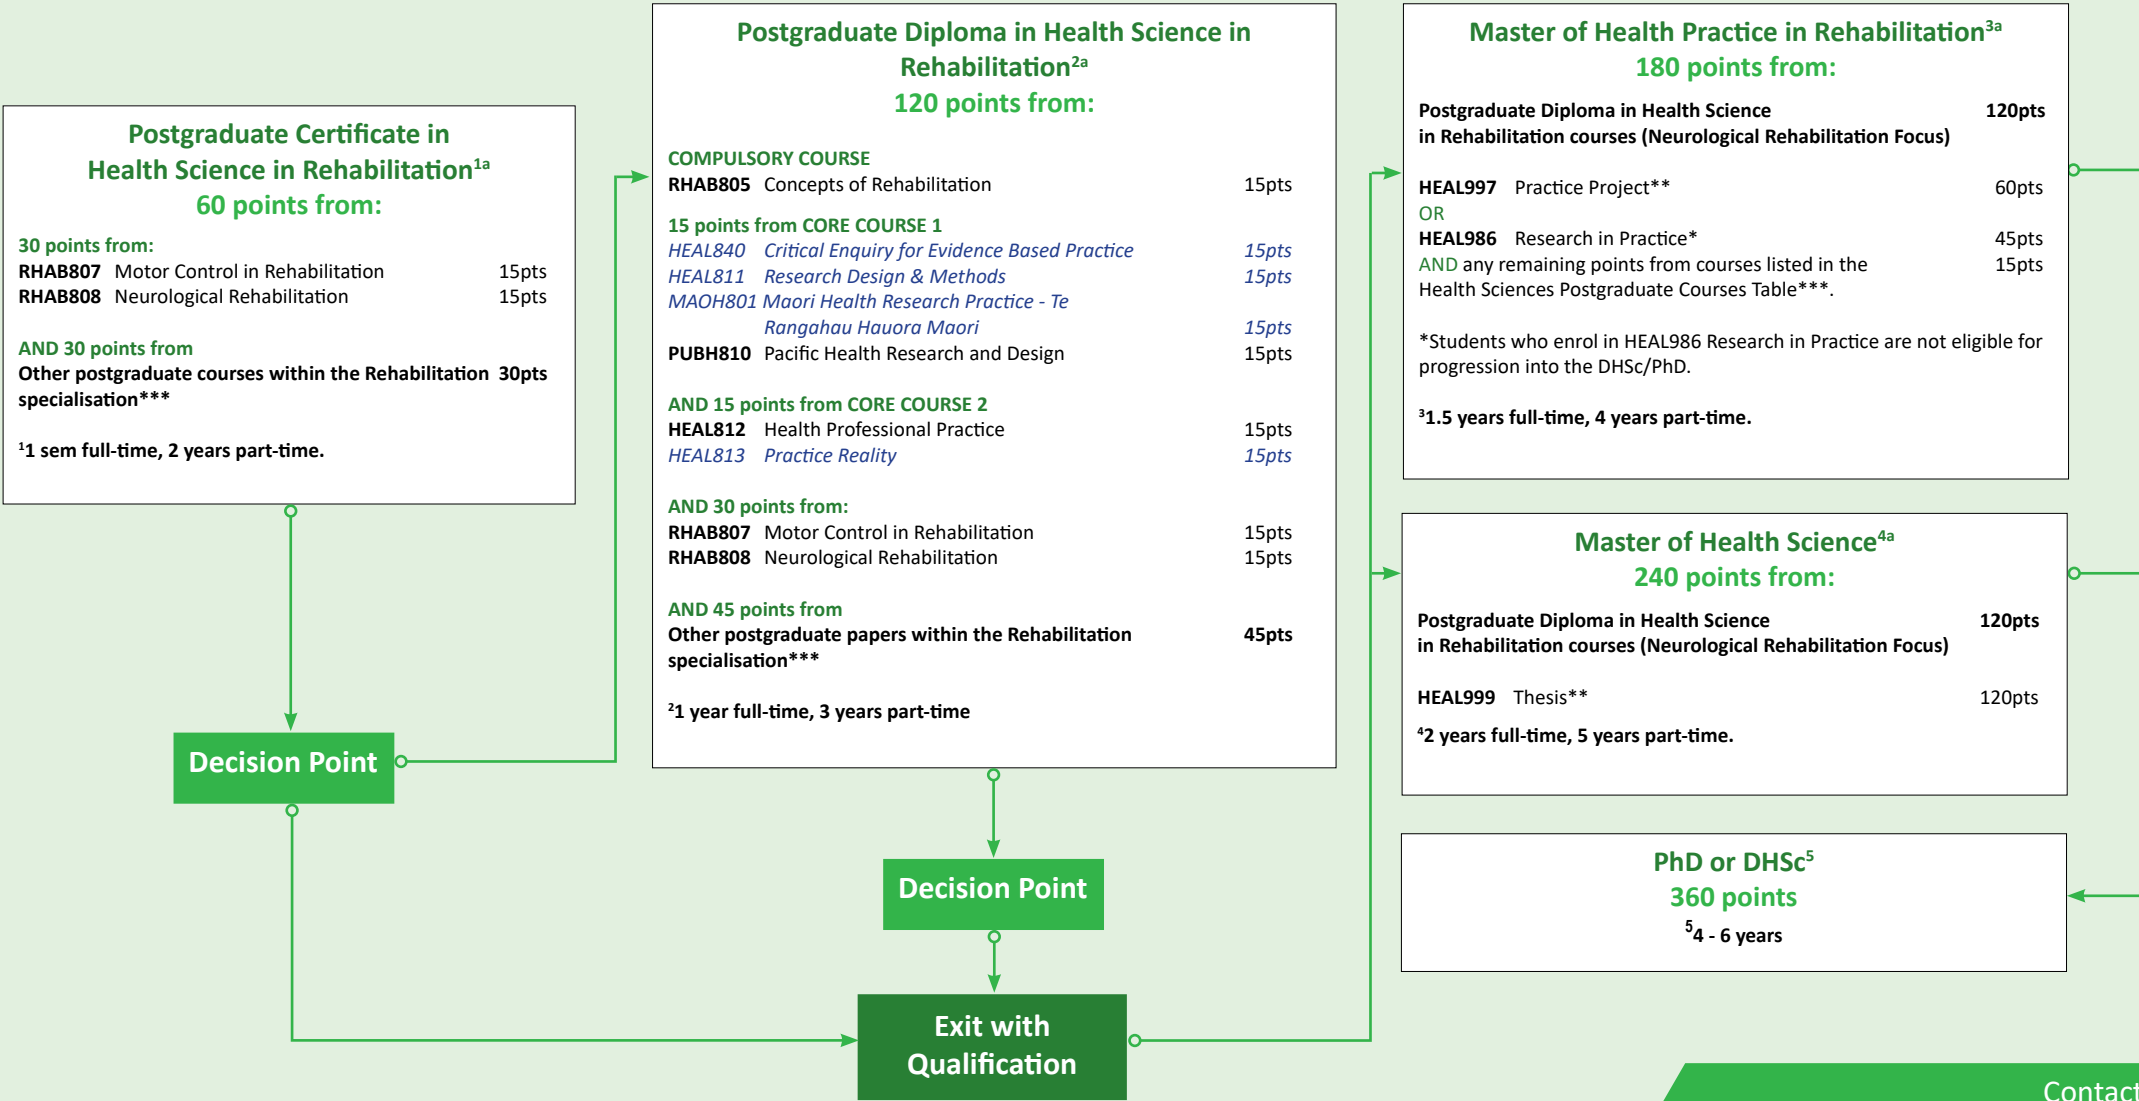 Postgraduate Certificate in
Health Science in Rehabilitation1a
60 points from:
30 points from:
RHAB807 Motor Control in Rehabilitation 15pts
RHAB808 Neurological Rehabilitation 15pts
AND 30 points from
Other postgraduate courses within the Rehabilitation 30pts
specialisation***
11 sem full-time, 2 years part-time.
Decision Point
Postgraduate Diploma in Health Science in
Rehabilitation2a
120 points from:
COMPULSORY COURSE
RHAB805 Concepts of Rehabilitation 15pts
15 points from CORE COURSE 1
HEAL840 Critical Enquiry for Evidence Based Practice 15pts
HEAL811 Research Design & Methods 15pts
MAOH801 Maori Health Research Practice - Te
Rangahau Hauora Maori 15pts
PUBH810 Pacific Health Research and Design 15pts
AND 15 points from CORE COURSE 2
HEAL812 Health Professional Practice 15pts
HEAL813 Practice Reality 15pts
AND 30 points from:
RHAB807 Motor Control in Rehabilitation 15pts
RHAB808 Neurological Rehabilitation 15pts
AND 45 points from
Other postgraduate papers within the Rehabilitation 45pts
specialisation***
21 year full-time, 3 years part-time
Decision Point
Exit with
Qualification
Master of Health Practice in Rehabilitation3a
180 points from:
Postgraduate Diploma in Health Science 120pts
in Rehabilitation courses (Neurological Rehabilitation Focus)
HEAL997 Practice Project** 60pts
OR
HEAL986 Research in Practice* 45pts
AND any remaining points from courses listed in the 15pts
Health Sciences Postgraduate Courses Table***.
*Students who enrol in HEAL986 Research in Practice are not eligible for
progression into the DHSc/PhD.
31.5 years full-time, 4 years part-time.
Master of Health Science4a
240 points from:
Postgraduate Diploma in Health Science 120pts
in Rehabilitation courses (Neurological Rehabilitation Focus)
HEAL999 Thesis** 120pts
42 years full-time, 5 years part-time.
PhD or DHSc5
360 points
54 - 6 years
Contact